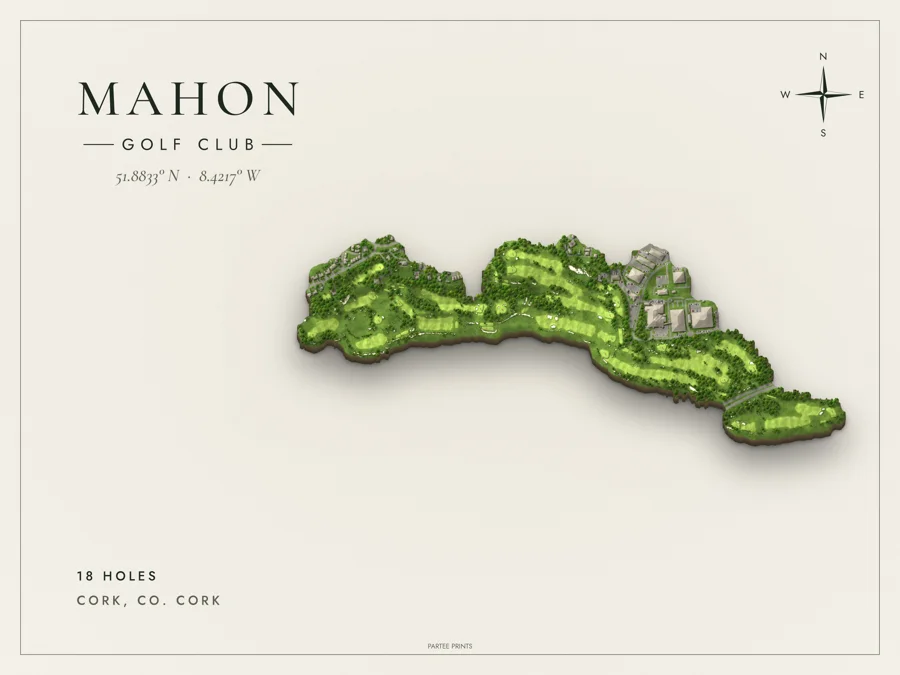 MAHON
GOLF CLUB
51.8833° N · 8.4217° W
N
W E
S
18 HOLES
CORK, CO. CORK
PARTEE PRINTS